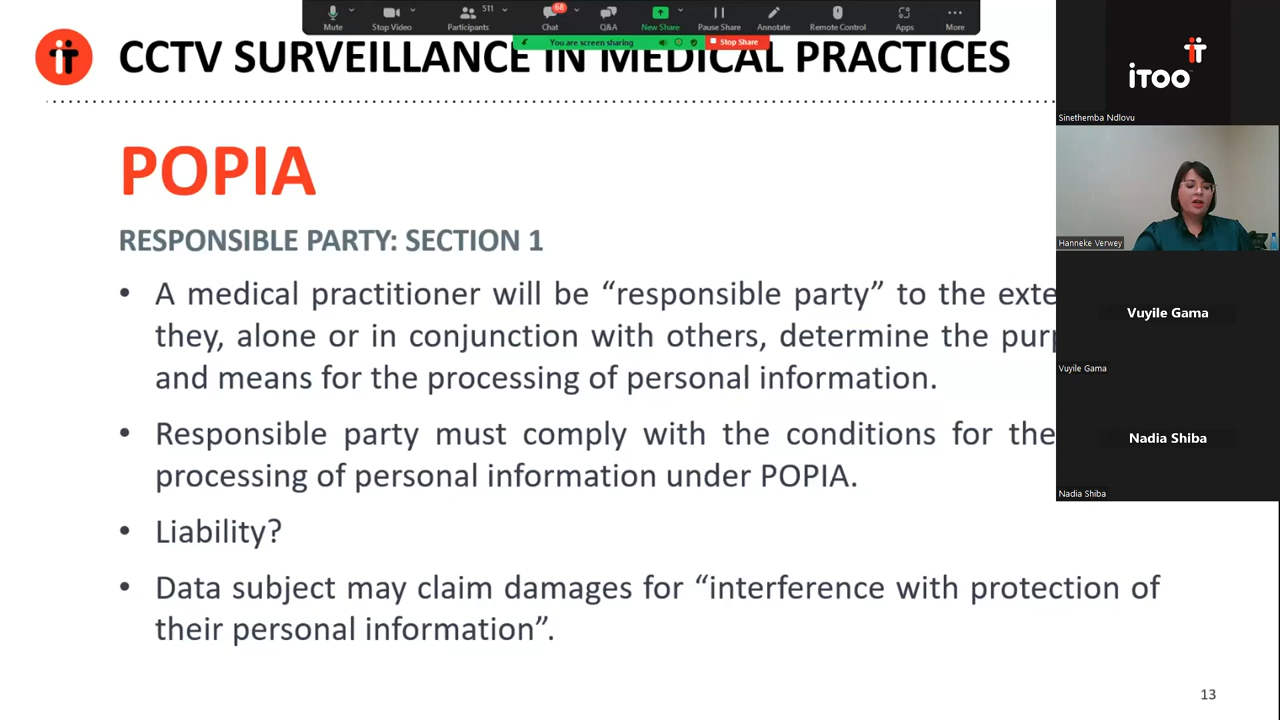 511
68
Mute
Stop Video
Participants
Chat
Q&A
New Share
Pause Share
Annotate
Remote Control
Apps
More
You are screen sharing
Stop Share
CCTV SURVEILLANCE IN MEDICAL PRACTICES
iTOO
Sinethemba Ndlovu
POPIA
Hanneke Verwey
RESPONSIBLE PARTY: SECTION 1
• A medical practitioner will be “responsible party” to the exte
they, alone or in conjunction with others, determine the pur
and means for the processing of personal information.
Vuyile Gama
Vuyile Gama
• Responsible party must comply with the conditions for the
processing of personal information under POPIA.
Nadia Shiba
Nadia Shiba
• Liability?
• Data subject may claim damages for “interference with protection of
their personal information”.
13